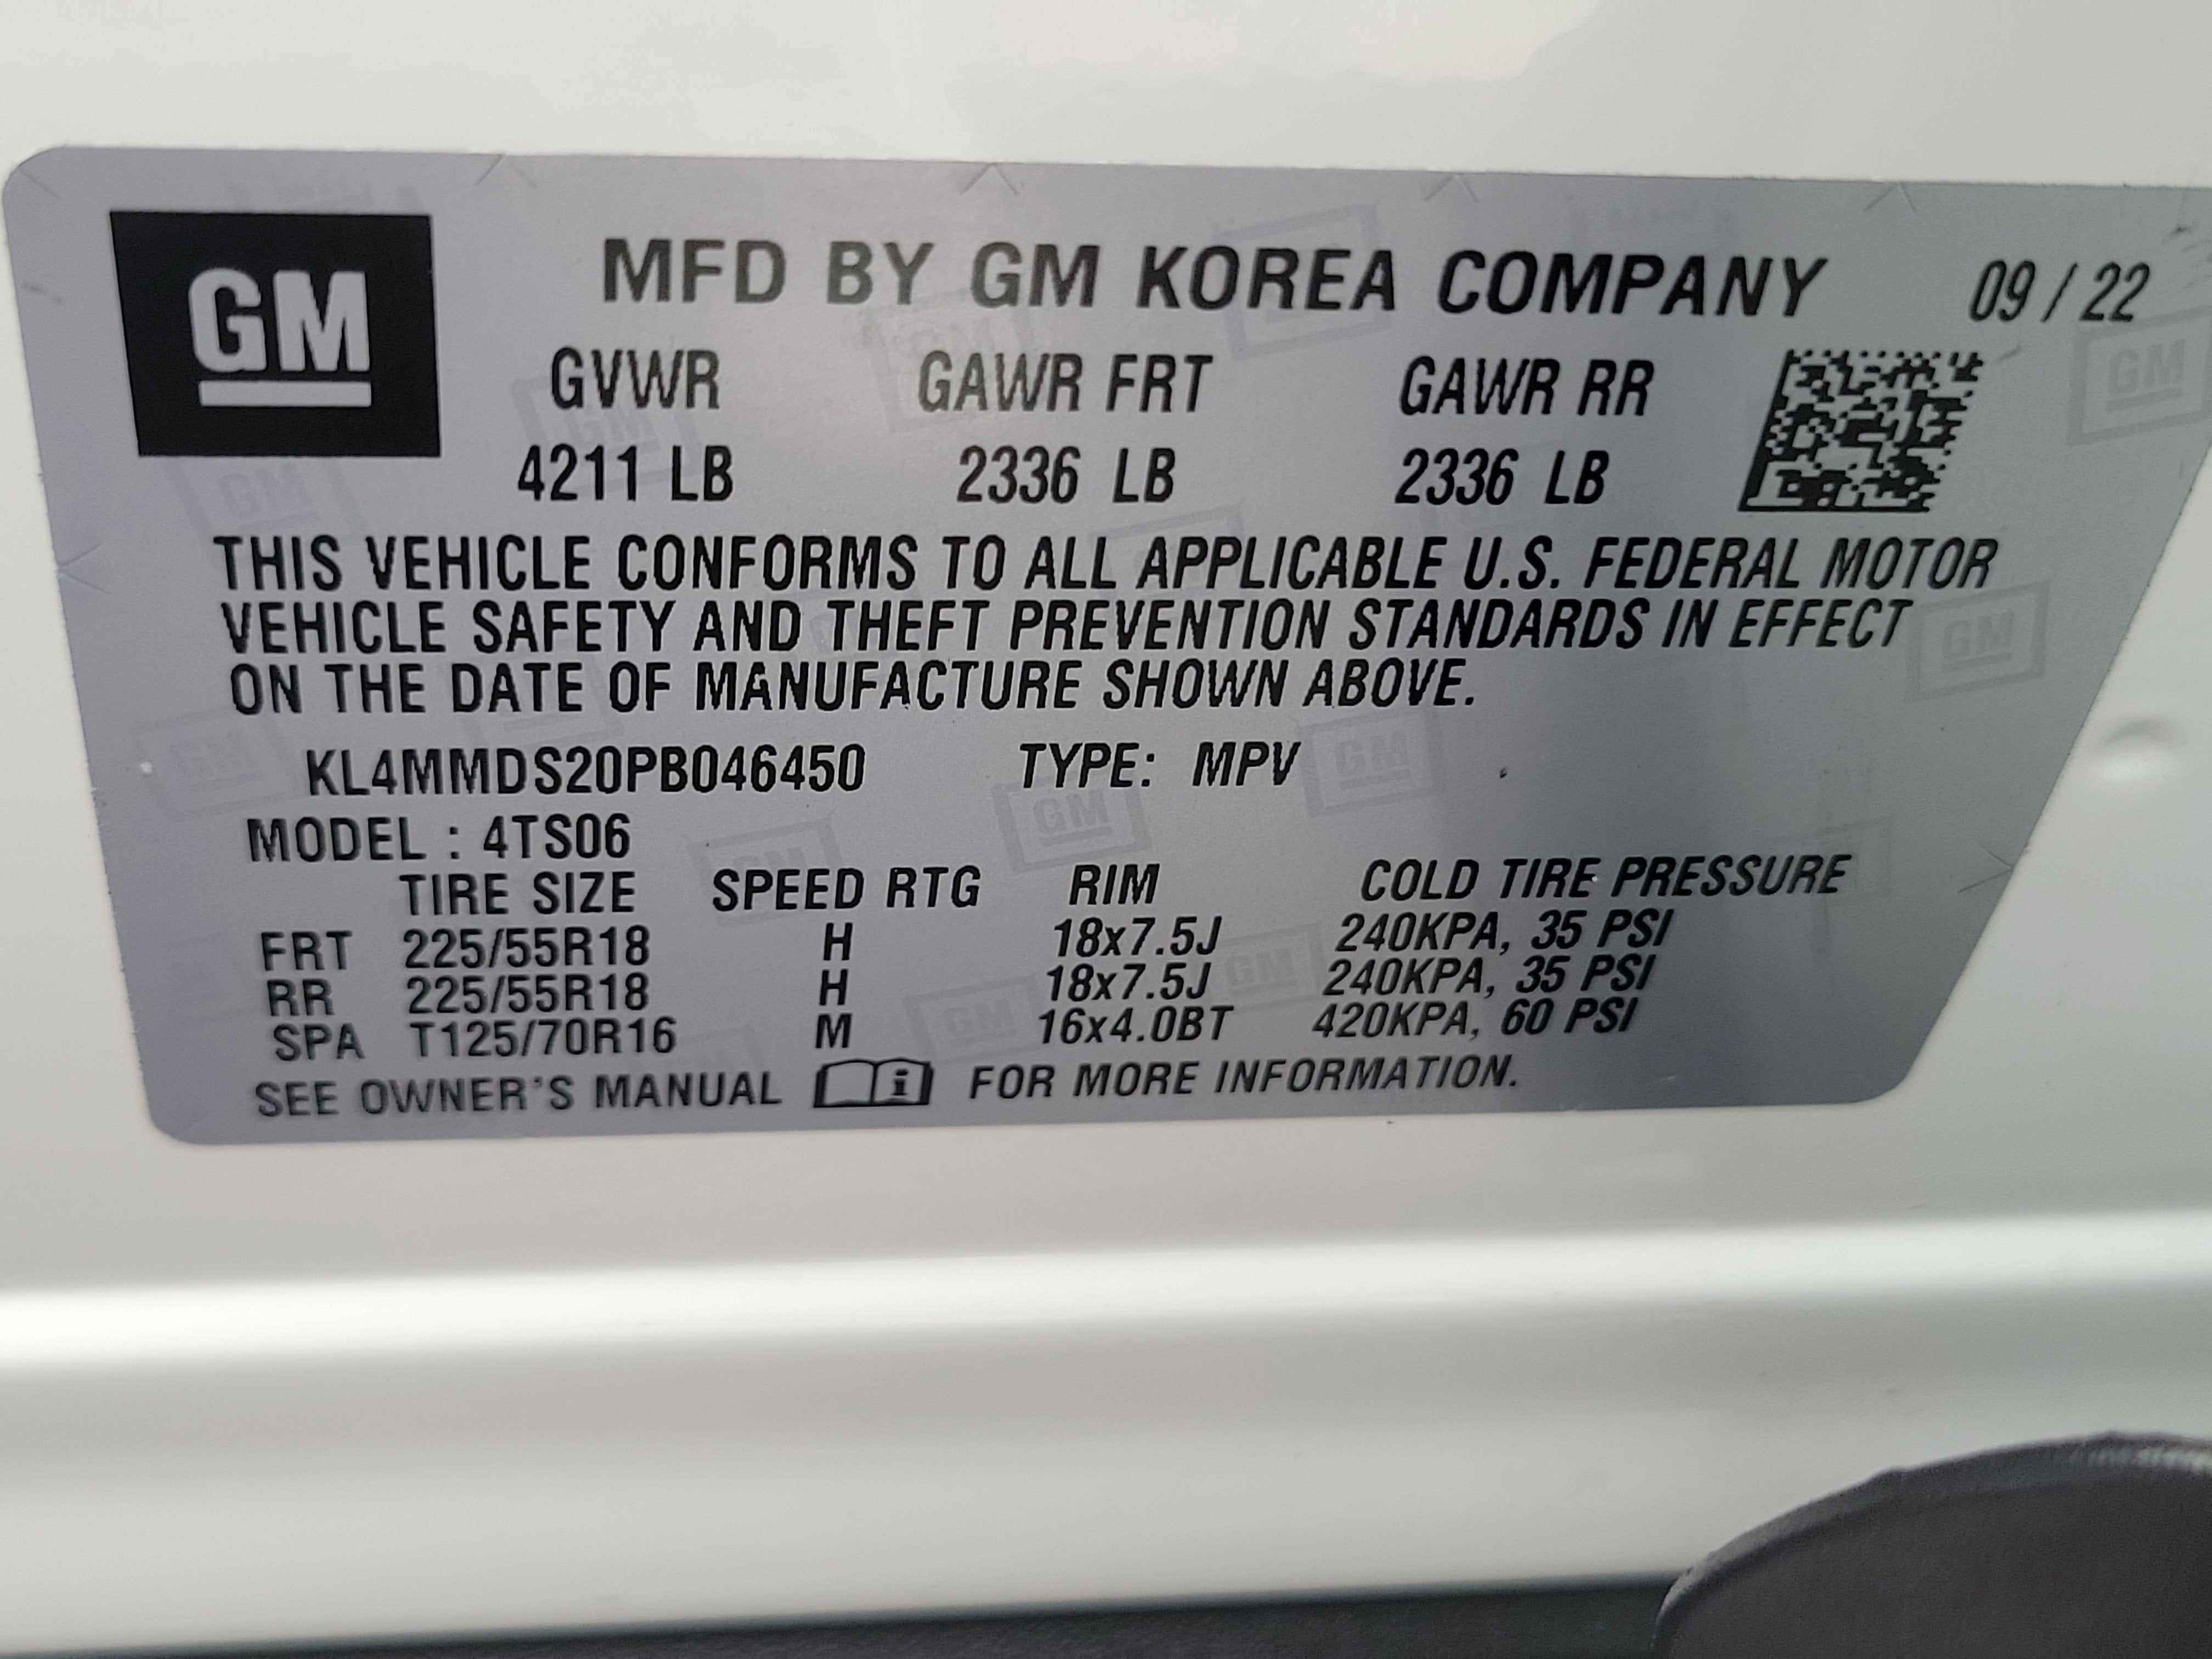 GM
MFD BY GM KOREA COMPANY 09 / 22
GVWR GAWR FRT GAWR RR
4211 LB 2336 LB 2336 LB
THIS VEHICLE CONFORMS TO ALL APPLICABLE U.S. FEDERAL MOTOR
VEHICLE SAFETY AND THEFT PREVENTION STANDARDS IN EFFECT
ON THE DATE OF MANUFACTURE SHOWN ABOVE.
KL4MMDS20PB046450 TYPE: MPV
MODEL : 4TS06
TIRE SIZE SPEED RTG RIM COLD TIRE PRESSURE
FRT 225/55R18 H 18x7.5J 240KPA, 35 PSI
RR 225/55R18 H 18x7.5J 240KPA, 35 PSI
SPA T125/70R16 M 16x4.0BT 420KPA, 60 PSI
SEE OWNER'S MANUAL i FOR MORE INFORMATION.